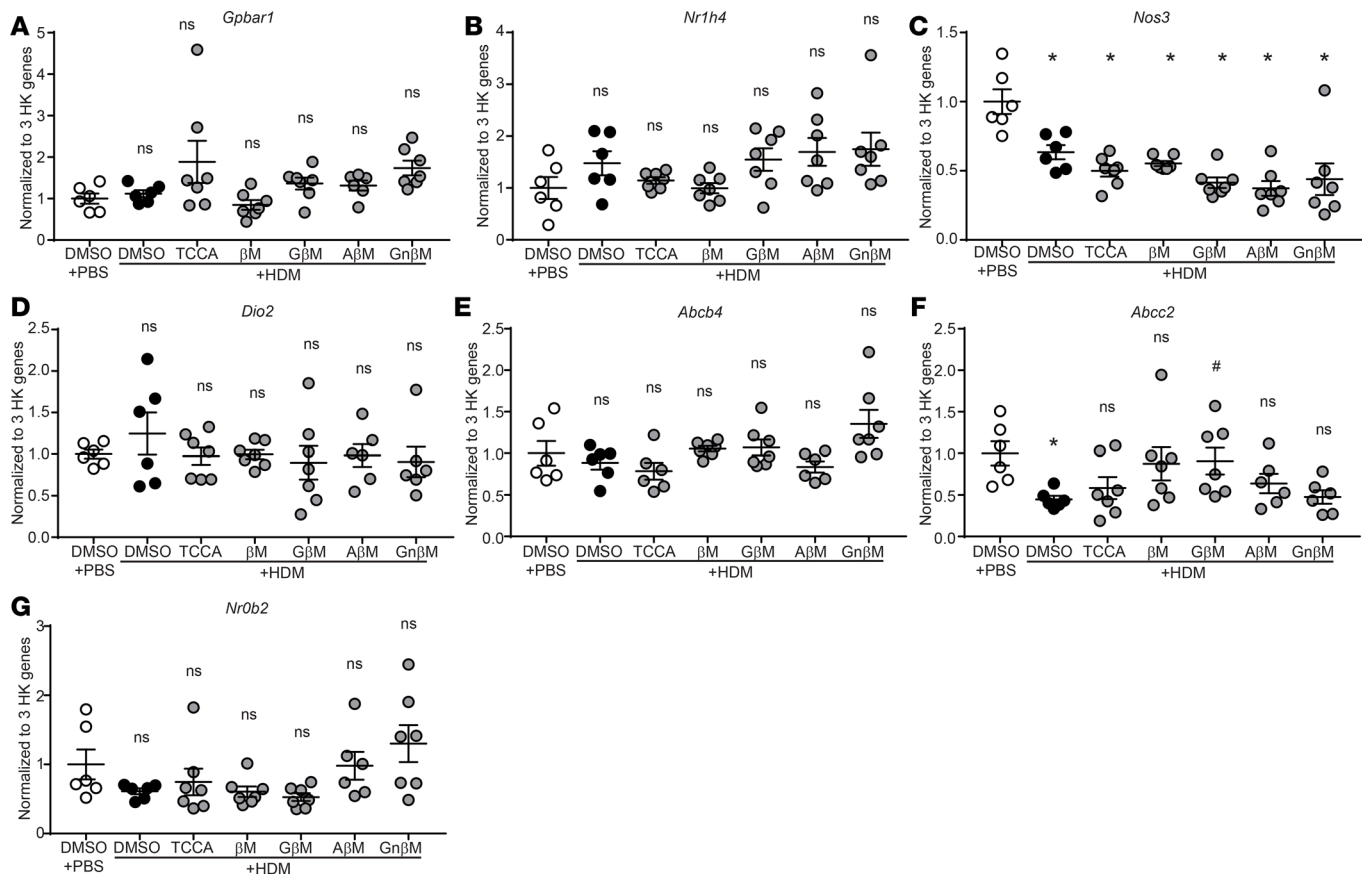 A
Gpbar1
Normalized to 3 HK genes
5
4
3
2
1
0
ns
ns
ns
ns
ns
ns
DMSO +PBS
DMSO TCCA βM GβM AβM GnβM
+HDM
B
Nr1h4
Normalized to 3 HK genes
4
3
2
1
0
ns
ns
ns
ns
ns
ns
DMSO +PBS
DMSO TCCA βM GβM AβM GnβM
+HDM
C
Nos3
Normalized to 3 HK genes
1.5
1.0
0.5
0.0
* * * * * *
DMSO +PBS
DMSO TCCA βM GβM AβM GnβM
+HDM
D
Dio2
Normalized to 3 HK genes
2.5
2.0
1.5
1.0
0.5
0.0
ns
ns
ns
ns
ns
ns
DMSO +PBS
DMSO TCCA βM GβM AβM GnβM
+HDM
E
Abcb4
Normalized to 3 HK genes
2.5
2.0
1.5
1.0
0.5
0.0
ns
ns
ns
ns
ns
ns
DMSO +PBS
DMSO TCCA βM GβM AβM GnβM
+HDM
F
Abcc2
Normalized to 3 HK genes
2.5
2.0
1.5
1.0
0.5
0.0
*
ns
ns
#
ns
ns
DMSO +PBS
DMSO TCCA βM GβM AβM GnβM
+HDM
G
Nr0b2
Normalized to 3 HK genes
3
2
1
0
ns
ns
ns
ns
ns
ns
DMSO +PBS
DMSO TCCA βM GβM AβM GnβM
+HDM